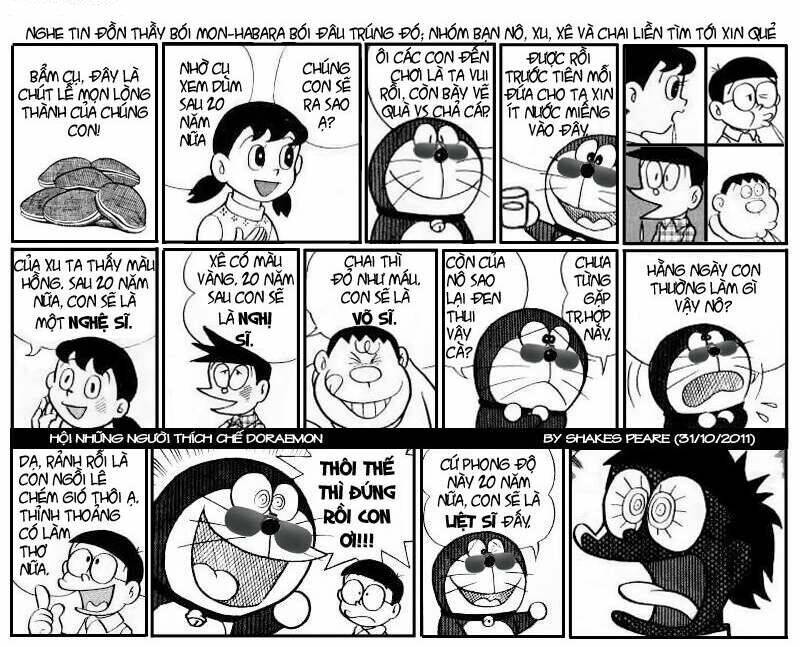 NGHE TIN ĐỒN THẦY BÓI MON-HABARA BÓI ĐÂU TRÚNG ĐÓ; NHÓM BẠN NÔ, XU, XÊ VÀ CHAI LIỀN TÌM TỚI XIN QUẺ
BẨM CỤ, ĐÂY LÀ
CHÚT LỄ MỌN LÒNG
THÀNH CỦA CHÚNG
CON!
NHỜ CỤ
XEM DÙM
SAU 20
NĂM
NỮA
CHÚNG
CON SẼ
RA SAO
Ạ?
ÔI CÁC CON ĐẾN
CHƠI LÀ TA VUI
RỒI, CÒN BÀY VẼ
QUÀ VS CHẢ CÁP.
ĐƯỢC RỒI
TRƯỚC TIÊN MỖI
ĐỨA CHO TA XIN
ÍT NƯỚC MIẾNG
VÀO ĐÂY.
CỦA XU TA THẤY MÀU
HỒNG, SAU 20 NĂM
NỮA, CON SẼ LÀ
MỘT NGHỆ SĨ.
XÊ CÓ MÀU
VÀNG, 20 NĂM
SAU CON SẼ
LÀ NGHỊ
SĨ.
CHAI THÌ
ĐỎ NHƯ MÁU,
CON SẼ LÀ
VÕ SĨ.
CÒN CỦA
NÔ SAO
LẠI ĐEN
THUI
VẬY
CÀ?
CHƯA
TỪNG
GẶP
TR.HỢP
NÀY.
HẰNG NGÀY CON
THƯỜNG LÀM GÌ
VẬY NÔ?
HỘI NHỮNG NGƯỜI THÍCH CHẾ DORAEMON
BY SHAKES PEARE (31/10/2011)
DẠ, RẢNH RỖI LÀ
CON NGỒI LÊ
CHÉM GIÓ THÔI Ạ,
THỈNH THOẢNG
CÓ LÀM
THƠ
NỮA.
THÔI THẾ
THÌ ĐÚNG
RỒI CON
ƠI!!!
CỨ PHONG ĐỘ
NÀY 20 NĂM
NỮA, CON SẼ LÀ
LIỆT SĨ ĐẤY.